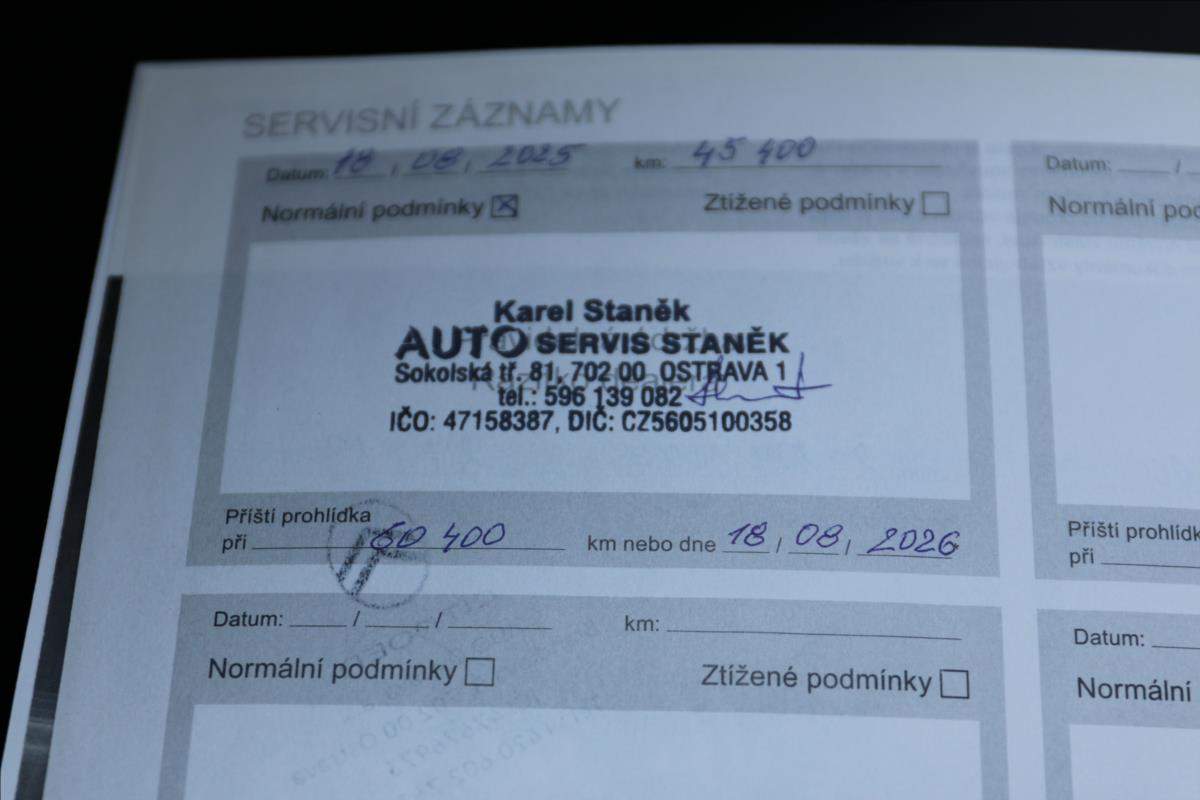 SERVISNÍ ZÁZNAMY
Datum: 18 / 08 / 2025 km: 45 400
Normální podmínky Ztížené podmínky
Karel Staněk
AUTO SERVIS STANĚK
Sokolská tř. 81, 702 00 OSTRAVA 1
tel.: 596 139 082
IČO: 47158387, DIČ: CZ5605100358
Příští prohlídka
při 60 400 km nebo dne 18 / 08 / 2026
Datum: / / km:
Normální podmínky Ztížené podmínky
Datum: /
Normální
Příští
při
Datum:
Normální